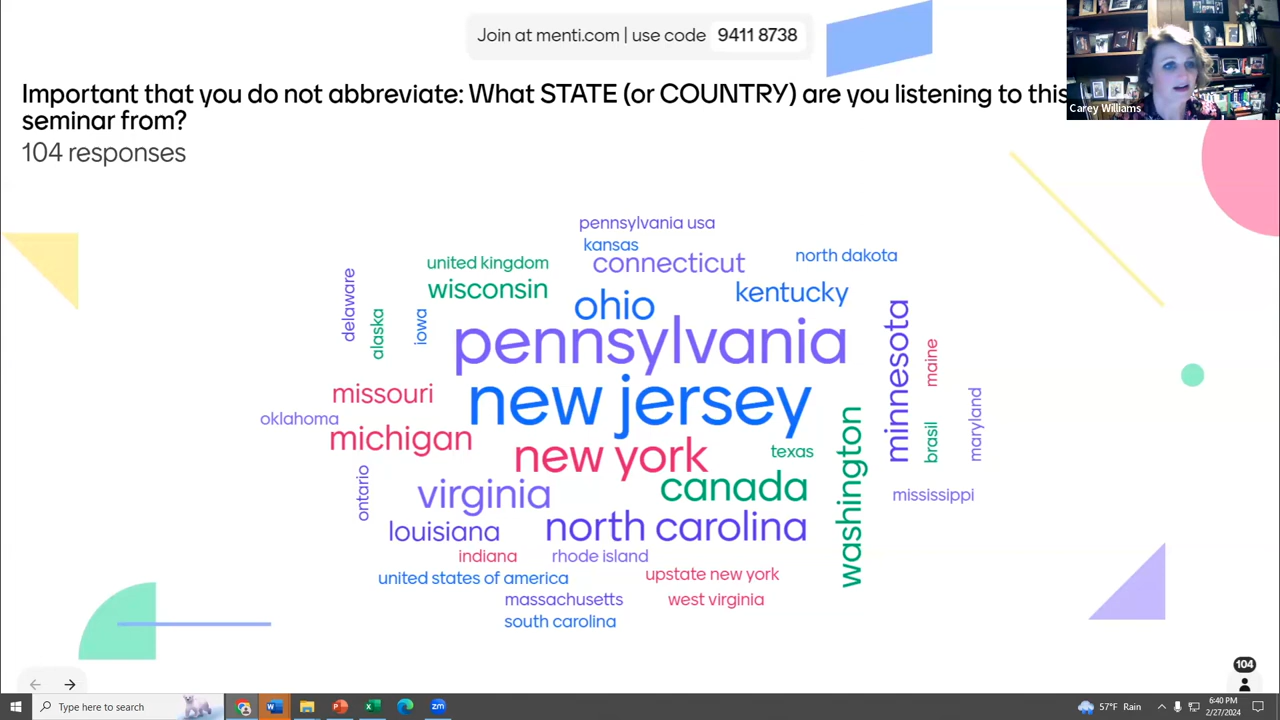 Join at menti.com | use code 9411 8738
Important that you do not abbreviate: What STATE (or COUNTRY) are you listening to this
seminar from?
104 responses
Carey Williams
pennsylvania usa
kansas
north dakota
united kingdom
connecticut
wisconsin
kentucky
delaware
alaska
iowa
ohio
pennsylvania
minnesota
maine
missouri
new jersey
oklahoma
michigan
new york
texas
washington
brasil
maryland
ontario
virginia
canada
mississippi
louisiana
north carolina
indiana
rhode island
united states of america
upstate new york
massachusetts
west virginia
south carolina
104
Type here to search
57°F Rain
6:40 PM
2/27/2024